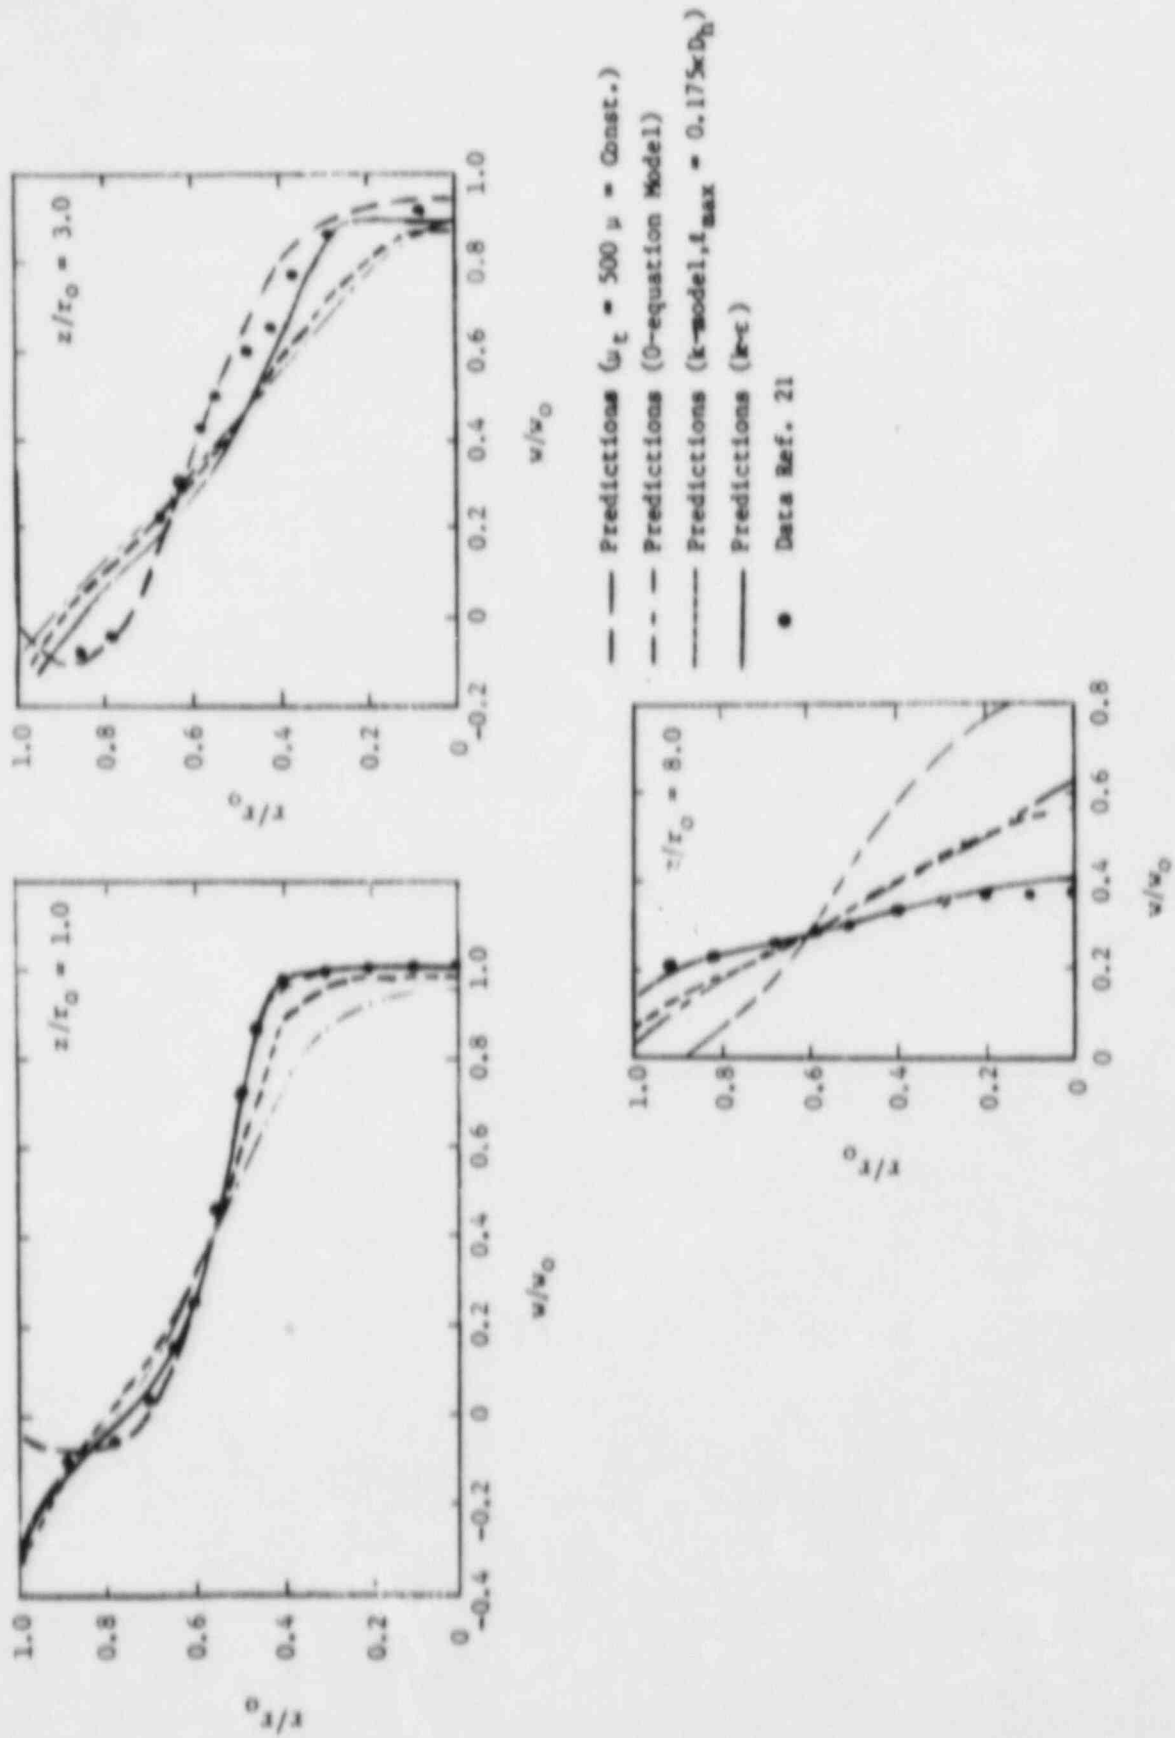 z/r₀ = 1.0
r/r₀
1.0
0.8
0.6
0.4
0.2
0
-0.4
-0.2
0
0.2
0.4
0.6
0.8
1.0
w/w₀
z/r₀ = 3.0
r/r₀
1.0
0.8
0.6
0.4
0.2
0
-0.2
0
0.2
0.4
0.6
0.8
1.0
w/w₀
z/r₀ = 8.0
r/r₀
1.0
0.8
0.6
0.4
0.2
0
0
0.2
0.4
0.6
0.8
w/w₀
Predictions (μt = 500 μ = Const.)
Predictions (0-equation Model)
Predictions (k-model,ℓmax = 0.175xDh)
Predictions (k-ε)
Data Ref. 21